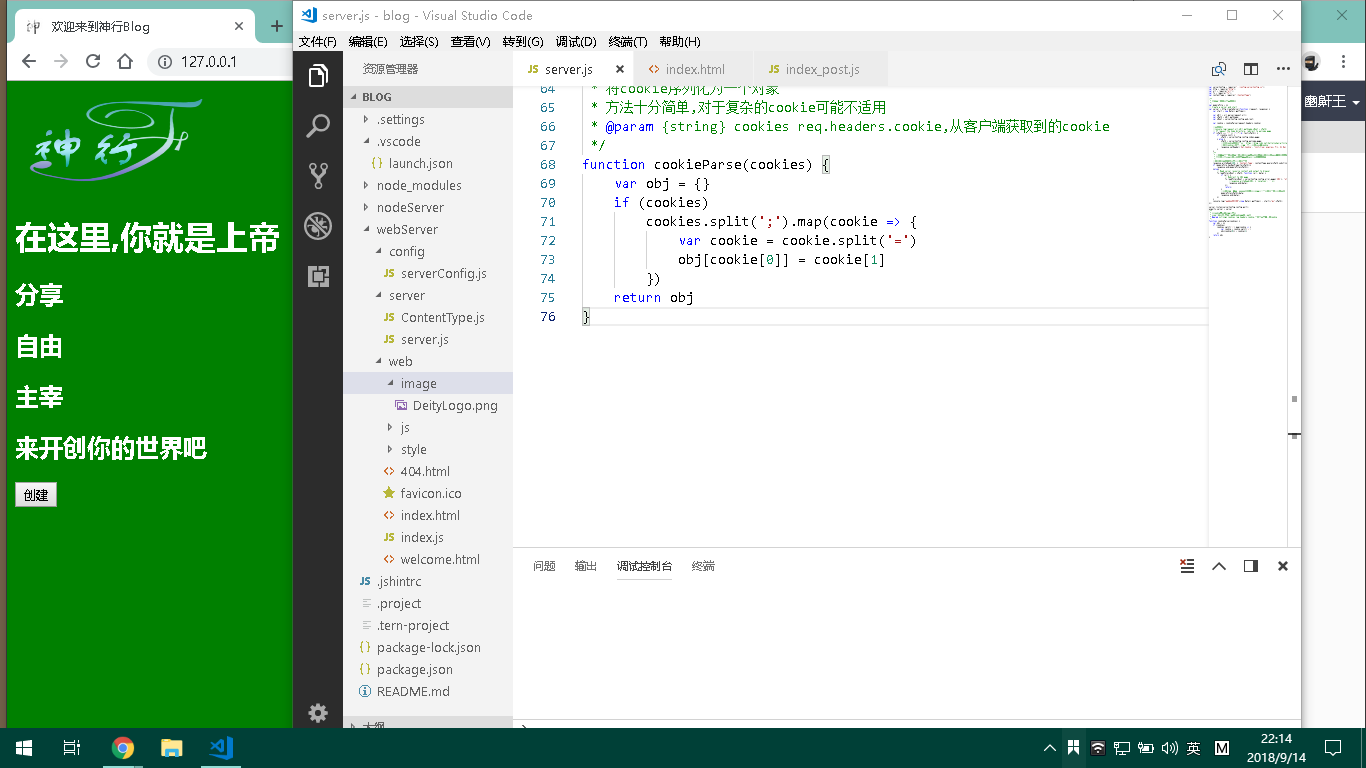 欢迎来到神行Blog
127.0.0.1
神行
在这里,你就是上帝
分享
自由
主宰
来开创你的世界吧
创建
server.js - blog - Visual Studio Code
文件(F) 编辑(E) 选择(S) 查看(V) 转到(G) 调试(D) 终端(T) 帮助(H)
资源管理器
BLOG
.settings
.vscode
launch.json
node_modules
nodeServer
webServer
config
serverConfig.js
server
ContentType.js
server.js
web
image
DeityLogo.png
js
style
404.html
favicon.ico
index.html
index.js
welcome.html
.jshintrc
.project
.tern-project
package-lock.json
package.json
README.md
大纲
server.js index.html index_post.js
64 * 将cookie序列化为一个对象
65 * 方法十分简单,对于复杂的cookie可能不适用
66 * @param {string} cookies req.headers.cookie,从客户端获取到的cookie
67 */
68 function cookieParse(cookies) {
69 var obj = {}
70 if (cookies)
71 cookies.split(';').map(cookie => {
72 var cookie = cookie.split('=')
73 obj[cookie[0]] = cookie[1]
74 })
75 return obj
76 }
问题 输出 调试控制台 终端
英
M
22:14
2018/9/14